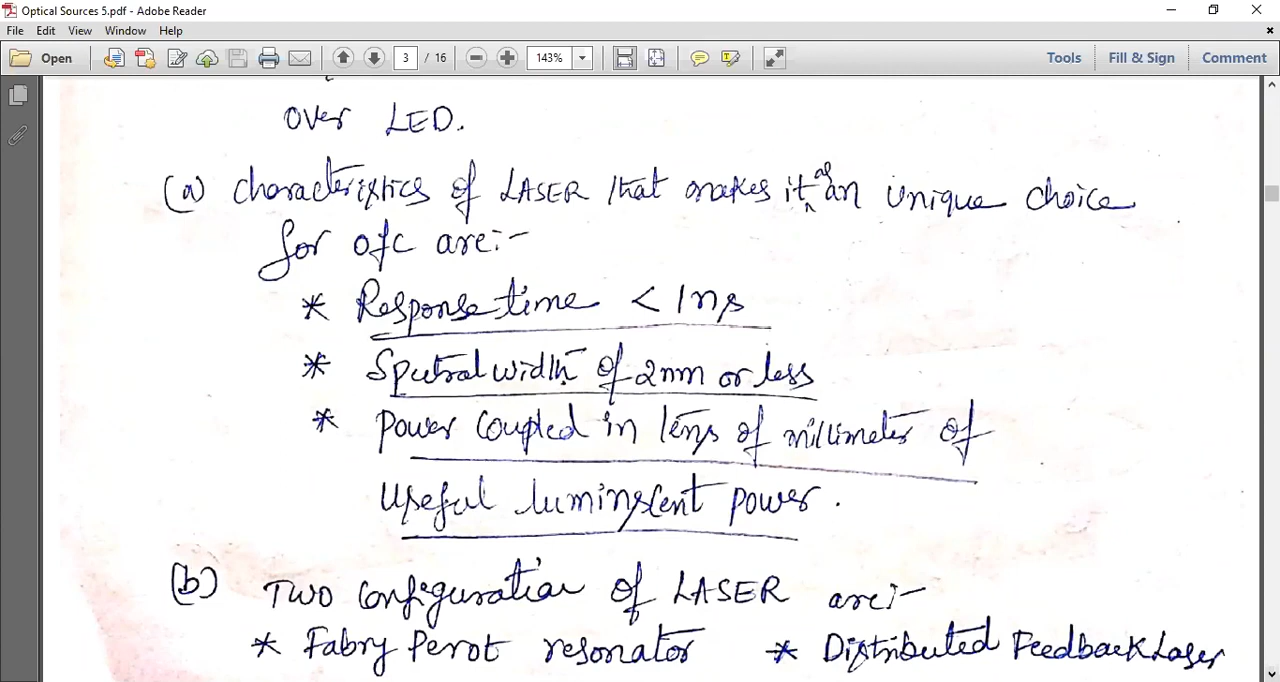 Optical Sources 5.pdf - Adobe Reader
File Edit View Window Help
Open 3 / 16 143% Tools Fill & Sign Comment
over LED.
(a) characteristics of LASER that makes it as an unique choice
for ofc are:-
* Response time < 1ns
* Spectral width of 2nm or less
* Power coupled in tens of millimeter of
useful luminscent power.
(b) Two configuration of LASER are:-
* Fabry Perot resonator * Distributed Feedback Laser